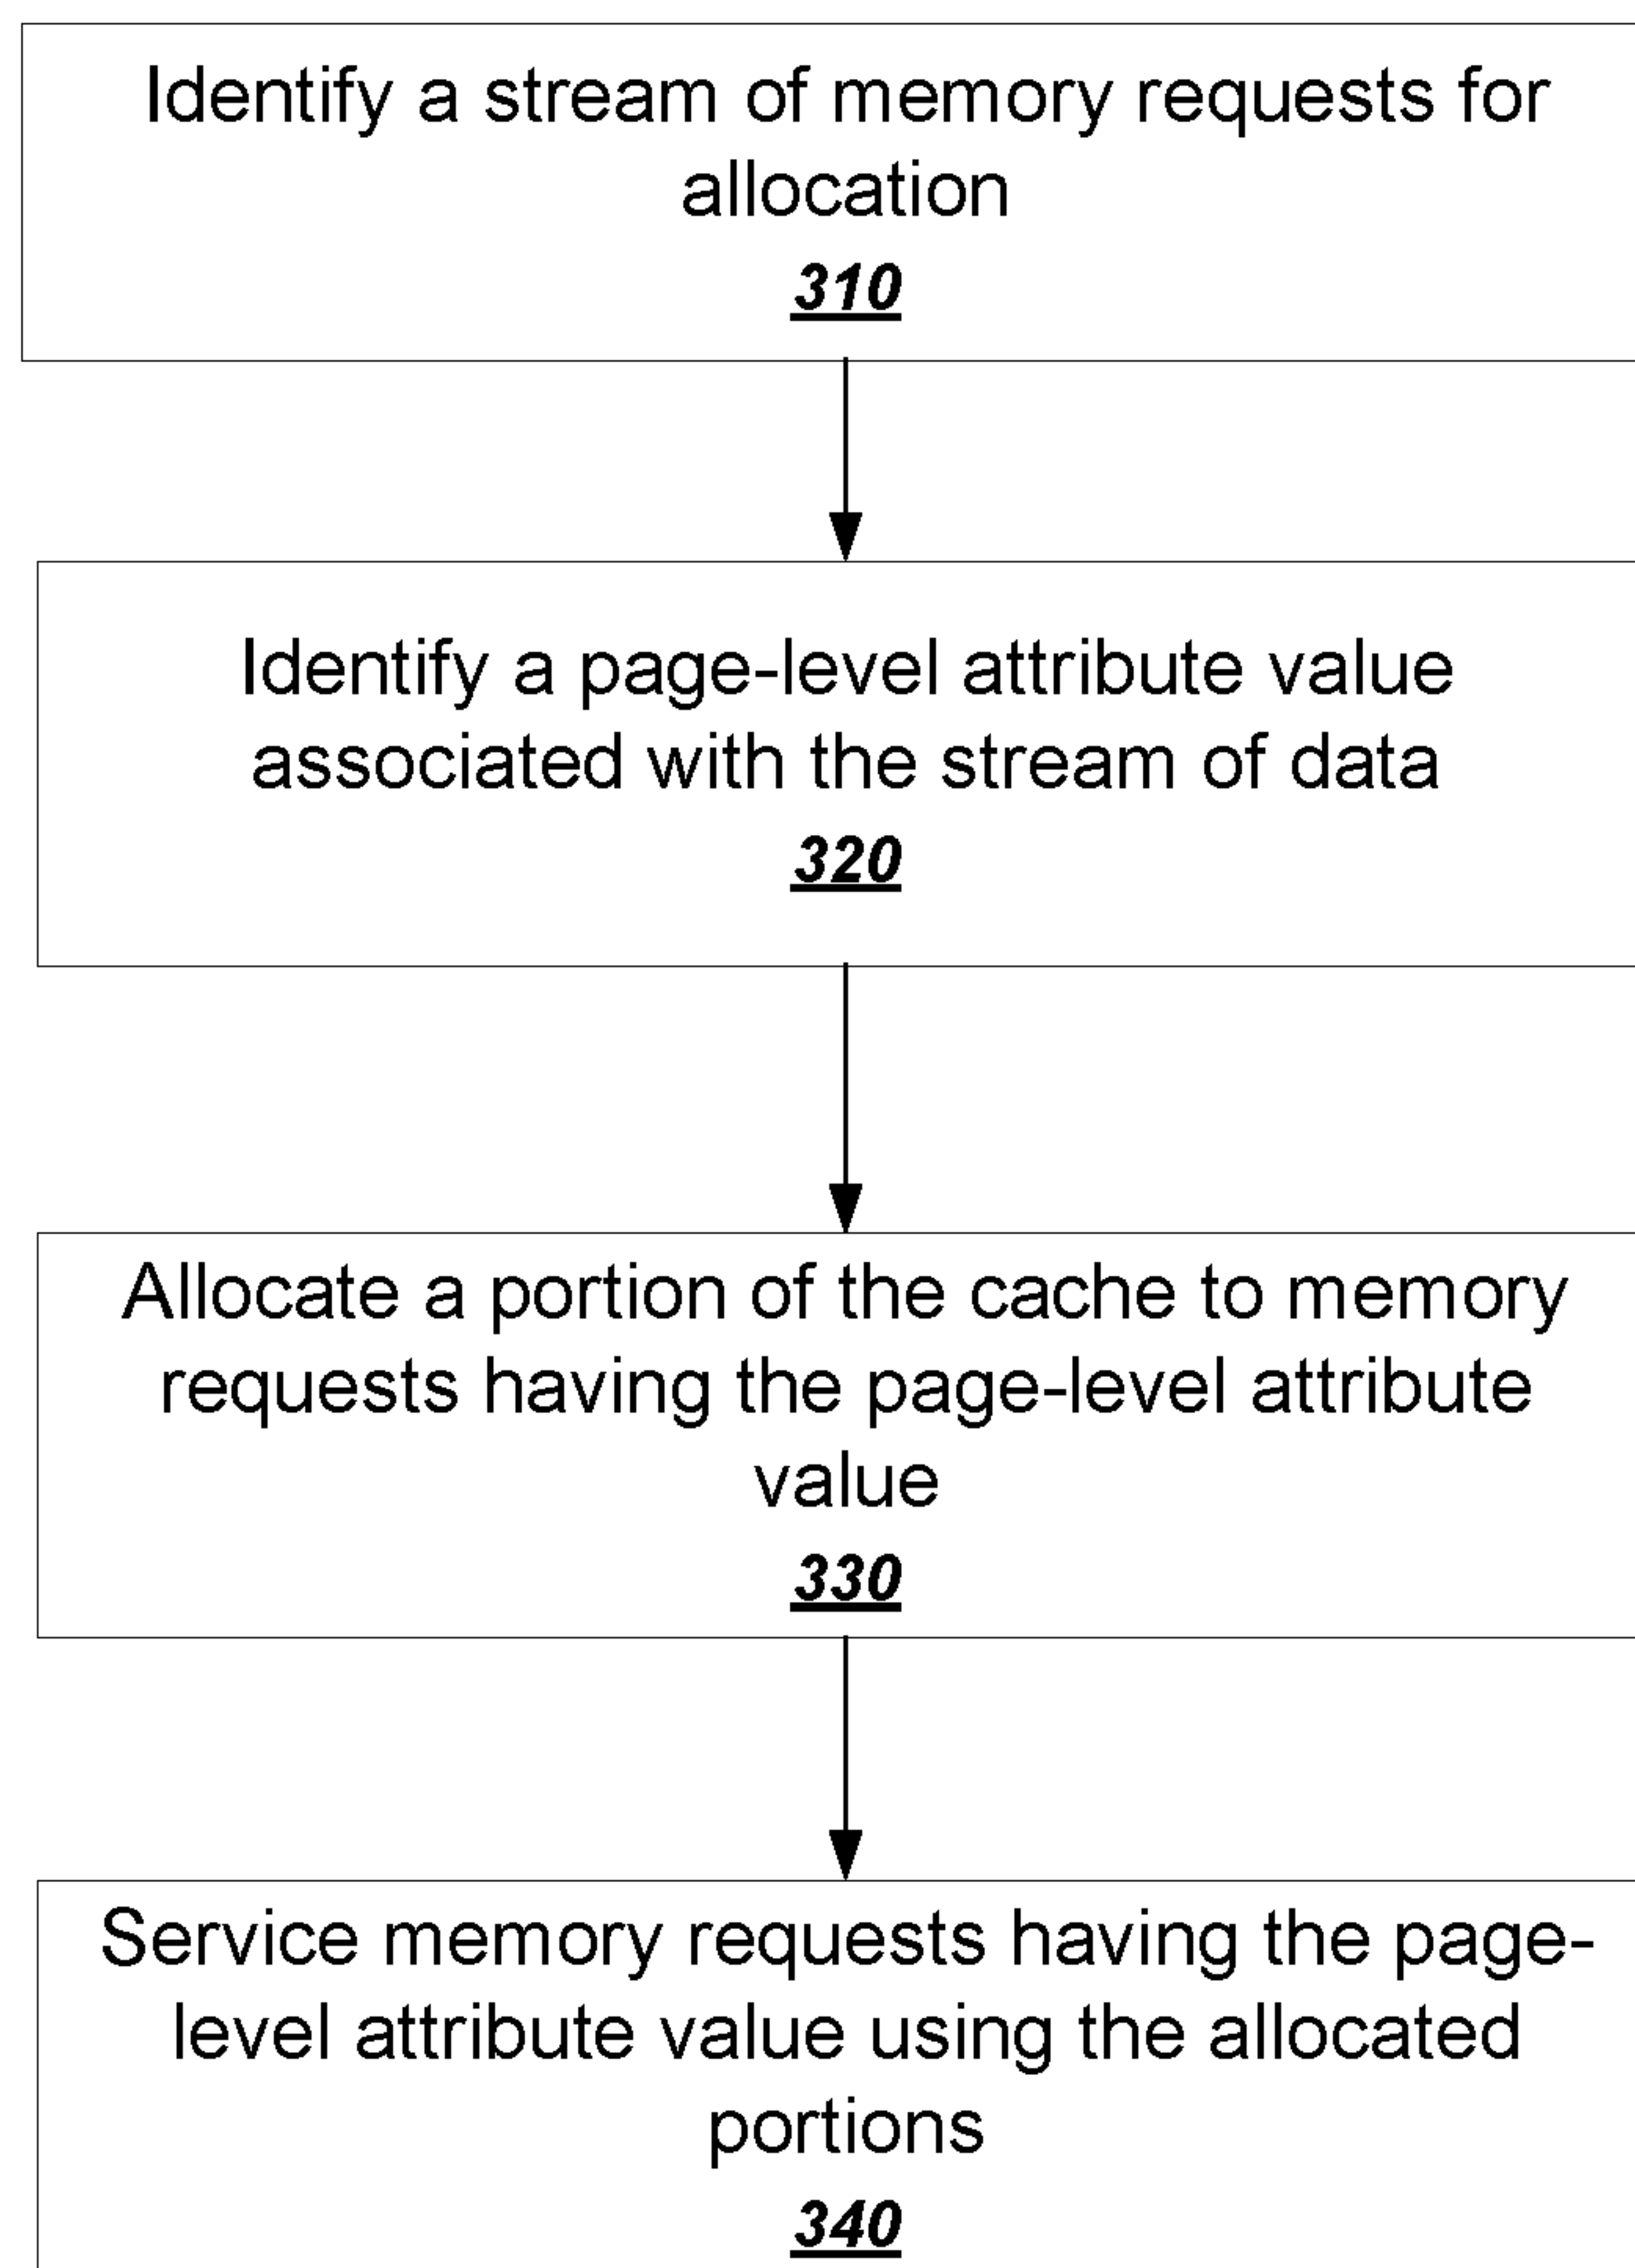 Identify a stream of memory requests for
allocation
310
Identify a page-level attribute value
associated with the stream of data
320
Allocate a portion of the cache to memory
requests having the page-level attribute
value
330
Service memory requests having the page-
level attribute value using the allocated
portions
340